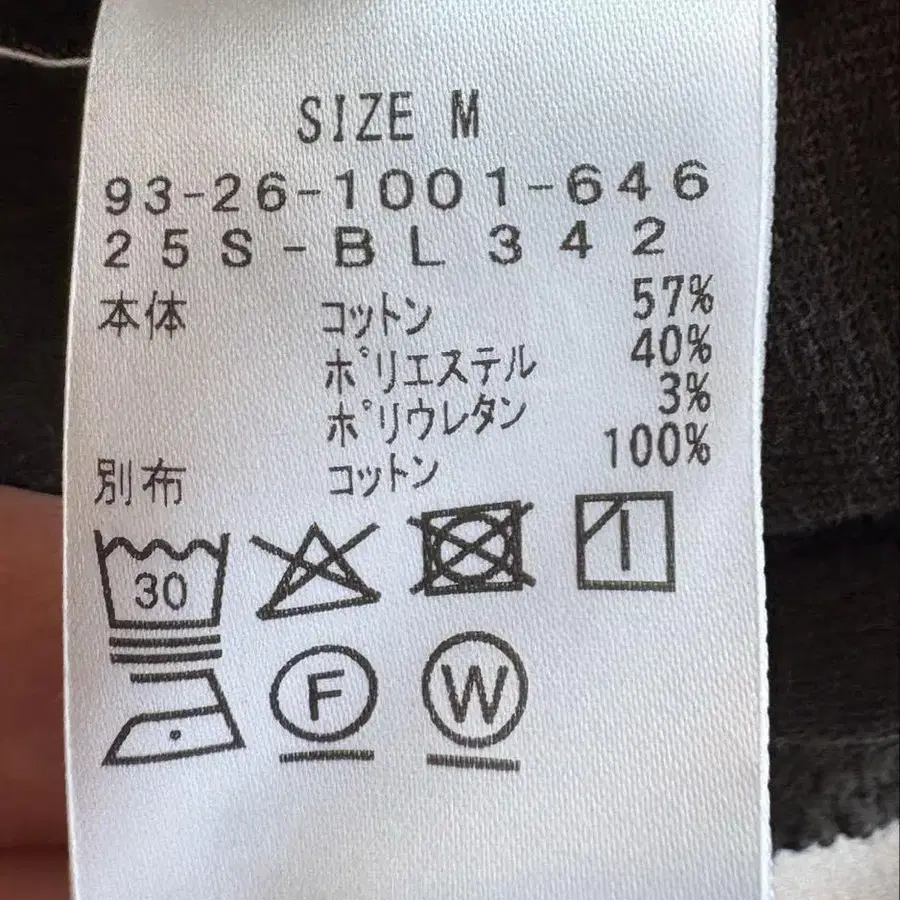 SIZE M
93-26-1001-646
25S-BL342
本体 コットン 57%
ポリエステル 40%
ポリウレタン 3%
別布 コットン 100%
30
F W